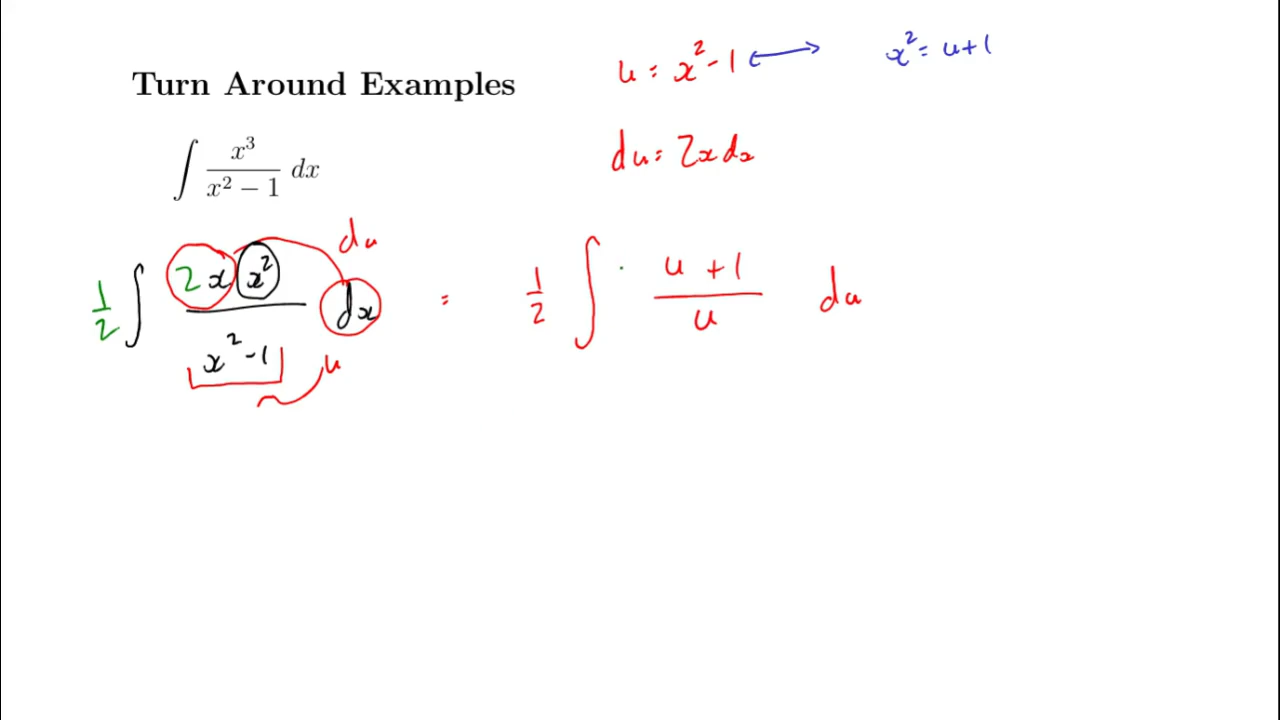 u = x² - 1 ⟷ x² = u + 1
Turn Around Examples
du = 2x dx
∫ x³/(x² − 1) dx
du
1/2 ∫ 2x x²/(x² - 1) dx = 1/2 ∫ (u + 1)/u du
u